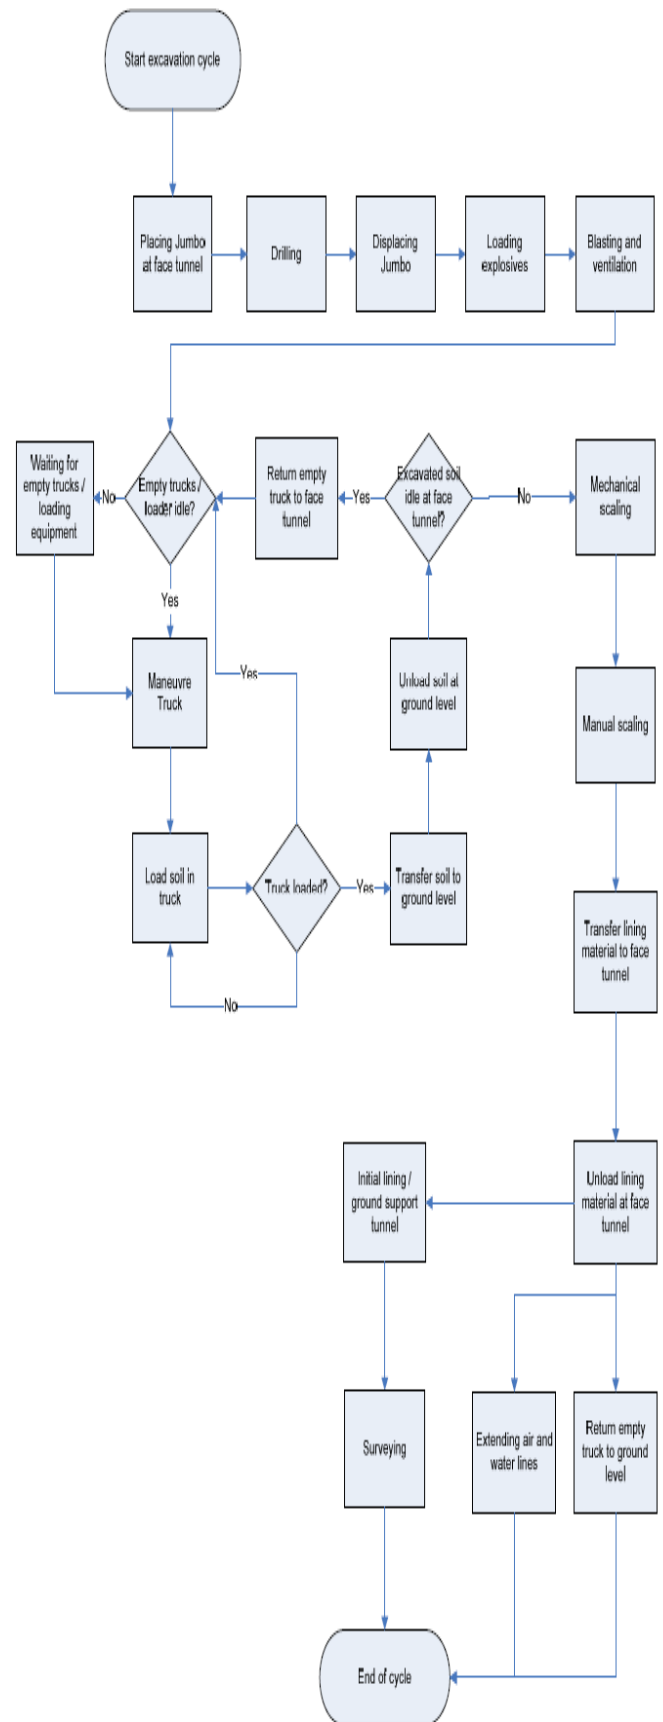 Start excavation cycle
Placing Jumbo
at face tunnel
Drilling
Displacing
Jumbo
Loading
explosives
Blasting and
ventilation
Waiting for
empty trucks /
loading
equipment
No
Empty trucks /
loader idle?
Return empty
truck to face
tunnel
Yes
Excavated soil
idle at face
tunnel?
No
Mechanical
scaling
Yes
Maneuvre
Truck
Yes
Unload soil at
ground level
Manual scaling
Load soil in
truck
Truck loaded?
Yes
Transfer soil to
ground level
Transfer lining
material to face
tunnel
No
Initial lining /
ground support
tunnel
Unload lining
material at face
tunnel
Surveying
Extending air and
water lines
Return empty
truck to ground
level
End of cycle